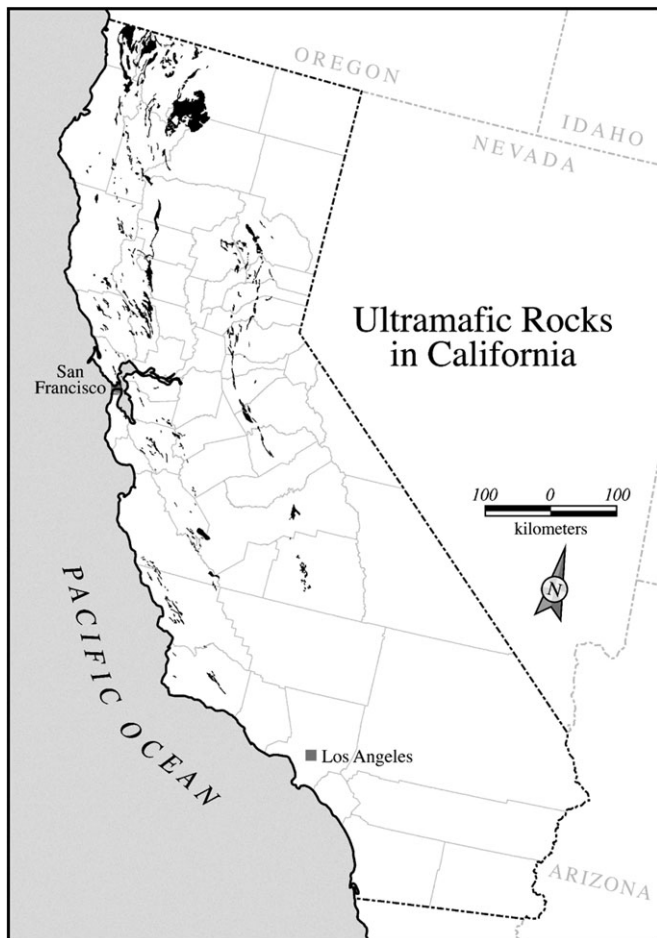 OREGON
IDAHO
NEVADA
Ultramafic Rocks
in California
San
Francisco
100 0 100
kilometers
N
PACIFIC OCEAN
Los Angeles
ARIZONA